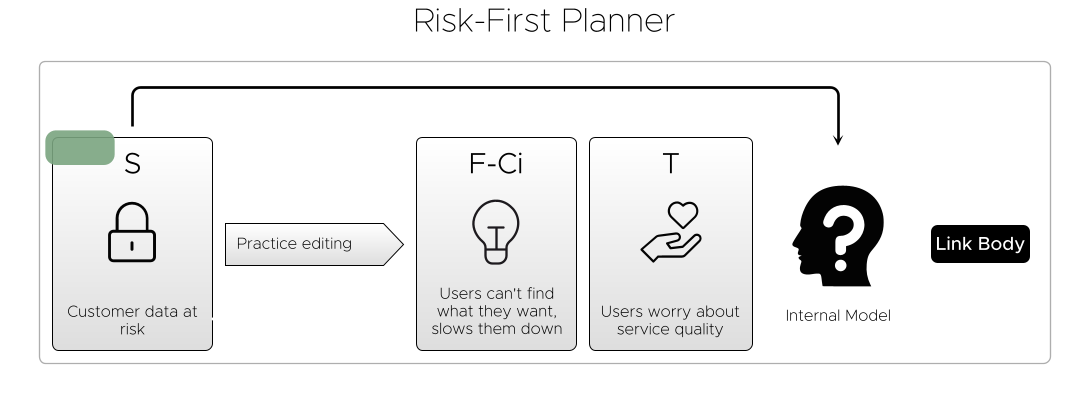 Risk-First Planner
S
Customer data at
risk
Practice editing
F-Ci
Users can't find
what they want,
slows them down
T
Users worry about
service quality
Internal Model
Link Body